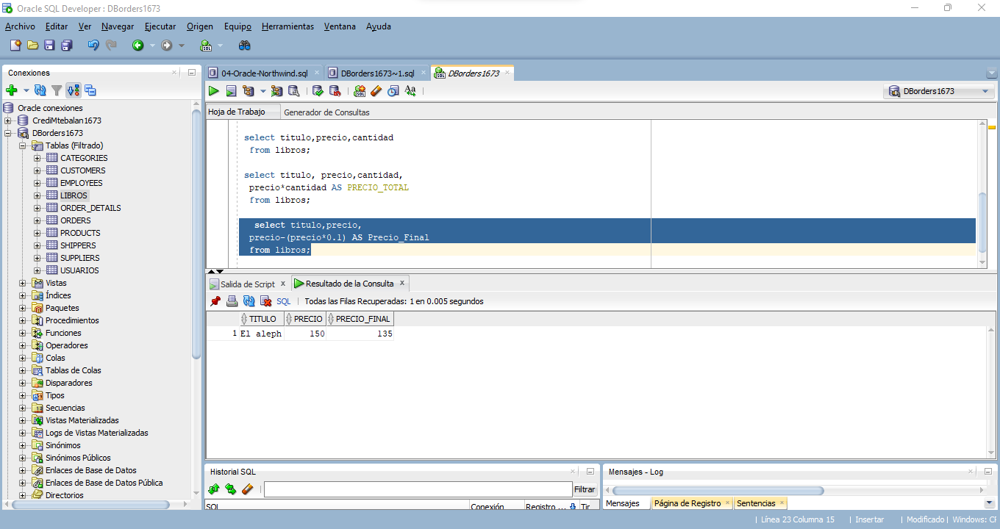 Oracle SQL Developer : DBorders1673
Archivo Editar Ver Navegar Ejecutar Origen Equipo Herramientas Ventana Ayuda
Conexiones
04-Oracle-Northwind.sql
DBorders1673~1.sql
DBorders1673
DBorders1673
Hoja de Trabajo
Generador de Consultas
Oracle conexiones
CrediMtebalan1673
DBorders1673
Tablas (Filtrado)
CATEGORIES
CUSTOMERS
EMPLOYEES
LIBROS
ORDER_DETAILS
ORDERS
PRODUCTS
SHIPPERS
SUPPLIERS
USUARIOS
Vistas
Índices
Paquetes
Procedimientos
Funciones
Operadores
Colas
Tablas de Colas
Disparadores
Tipos
Secuencias
Vistas Materializadas
Logs de Vistas Materializadas
Sinónimos
Sinónimos Públicos
Enlaces de Base de Datos
Enlaces de Base de Datos Pública
Directorios
select titulo,precio,cantidad
from libros;
select titulo, precio,cantidad,
precio*cantidad AS PRECIO_TOTAL
from libros;
select titulo,precio,
precio-(precio*0.1) AS Precio_Final
from libros;
Salida de Script
Resultado de la Consulta
SQL
Todas las Filas Recuperadas: 1 en 0.005 segundos
TITULO PRECIO PRECIO_FINAL
1 El aleph 150 135
Historial SQL
Filtrar
SQL Conexión Registro ...
Mensajes - Log
Mensajes Página de Registro Sentencias
Línea 23 Columna 15 | Insertar | Modificado | Windows: CF